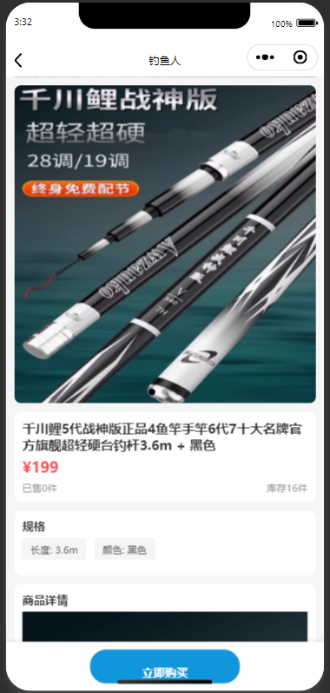 3:32
100%
钓鱼人
千川鲤战神版
超轻超硬
28调/19调
终身免费配节
千川鲤5代战神版正品4鱼竿手竿6代7十大名牌官
方旗舰超轻硬台钓杆3.6m + 黑色
¥199
已售0件
库存16件
规格
长度: 3.6m
颜色: 黑色
商品详情
立即购买